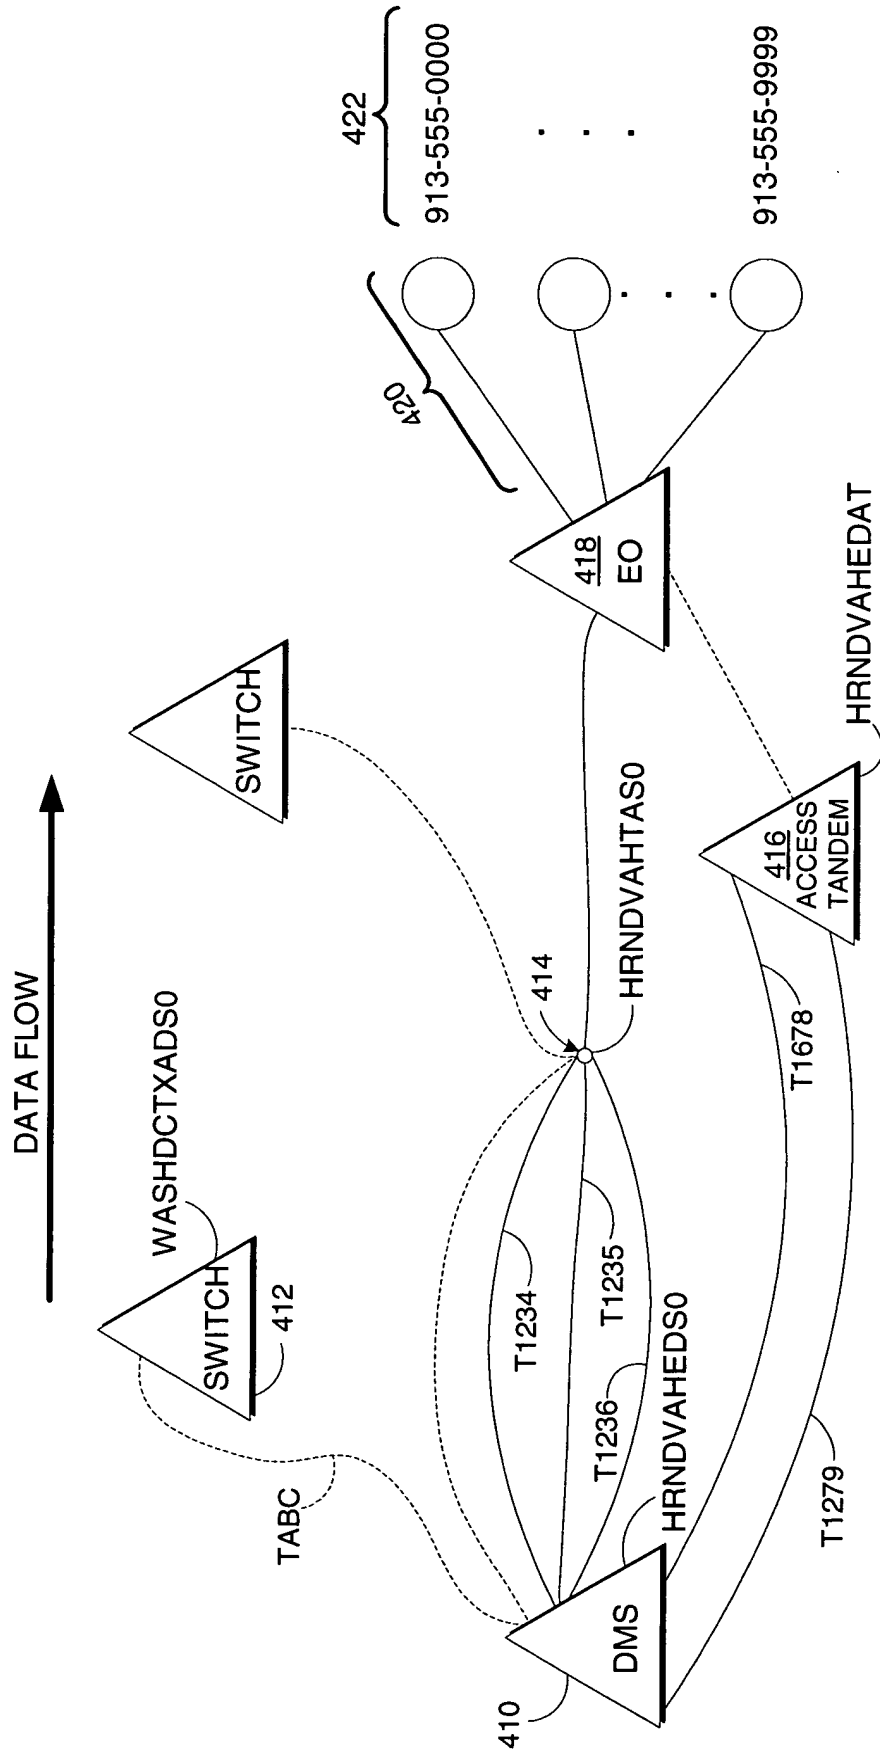 DATA FLOW
WASHDCTXADS0
SWITCH
412
SWITCH
TABC
422
913-555-0000
913-555-9999
420
410
DMS
HRNDVAHEDS0
T1234
T1235
T1236
414
HRNDVAHTAS0
418
EO
T1279
T1678
416
ACCESS
TANDEM
HRNDVAHEDAT